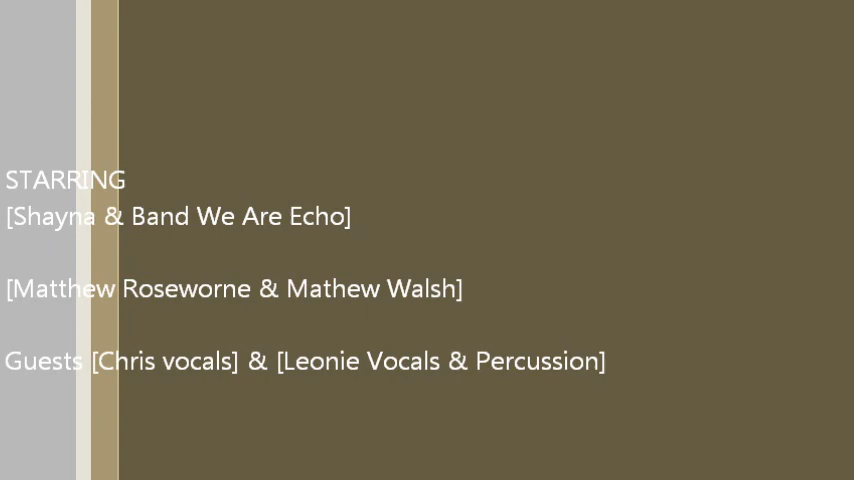 STARRING
[Shayna & Band We Are Echo]
[Matthew Roseworne & Mathew Walsh]
Guests [Chris vocals] & [Leonie Vocals & Percussion]